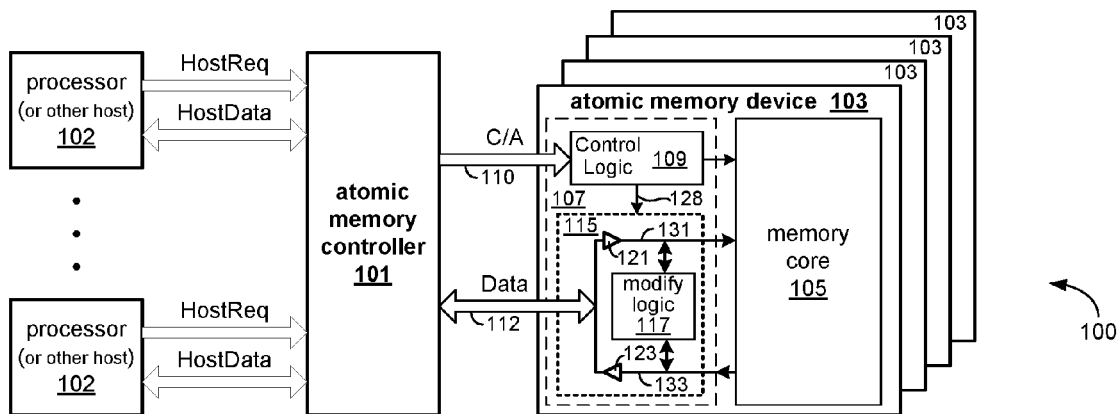 103
103
103
atomic memory device 103
processor
(or other host)
102
HostReq
HostData
atomic
memory
controller
101
C/A
110
Control
Logic 109
107
128
115
131
121
modify
logic
117
123
133
memory
core
105
Data
112
processor
(or other host)
102
HostReq
HostData
100